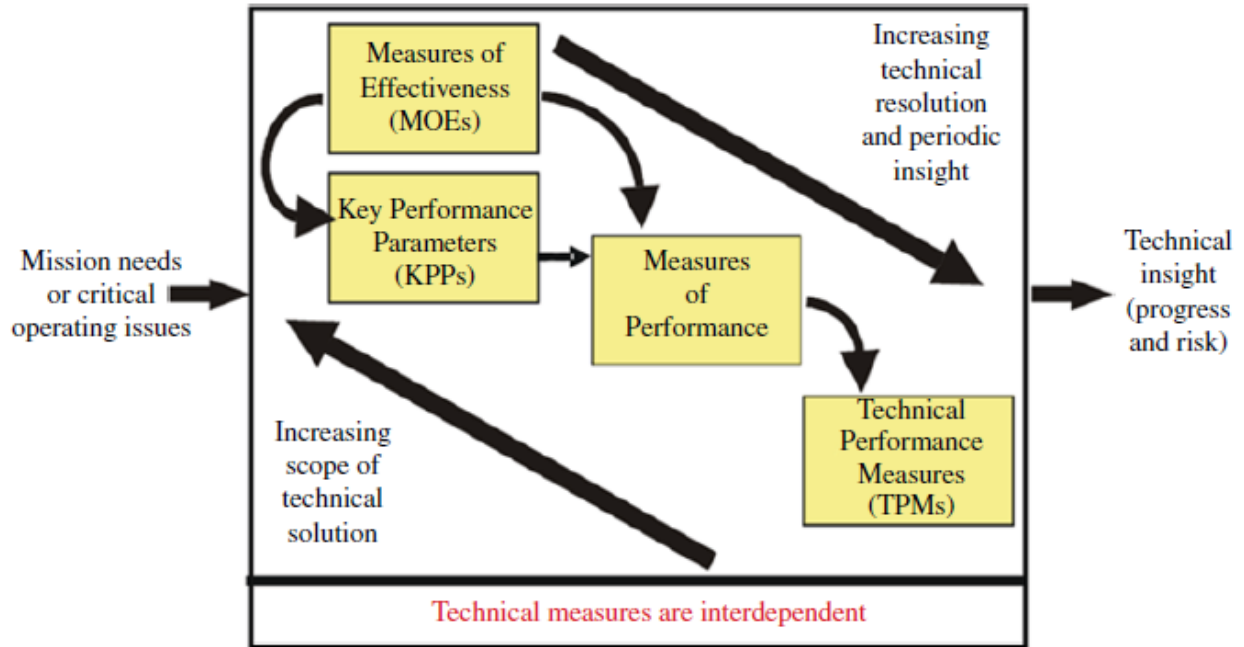 Measures of
Effectiveness
(MOEs)
Increasing
technical
resolution
and periodic
insight
Key Performance
Parameters
(KPPs)
Mission needs
or critical
operating issues
Measures
of
Performance
Technical
insight
(progress
and risk)
Increasing
scope of
technical
solution
Technical
Performance
Measures
(TPMs)
Technical measures are interdependent